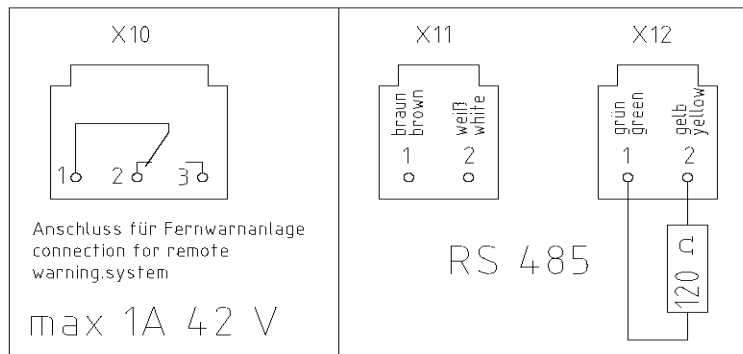 X10
1 2 3
Anschluss für Fernwarnanlage
connection for remote
warning.system
max 1A 42 V
X11
braun
brown
weiß
white
1 2
X12
grün
green
gelb
yellow
1 2
RS 485
120 Ω